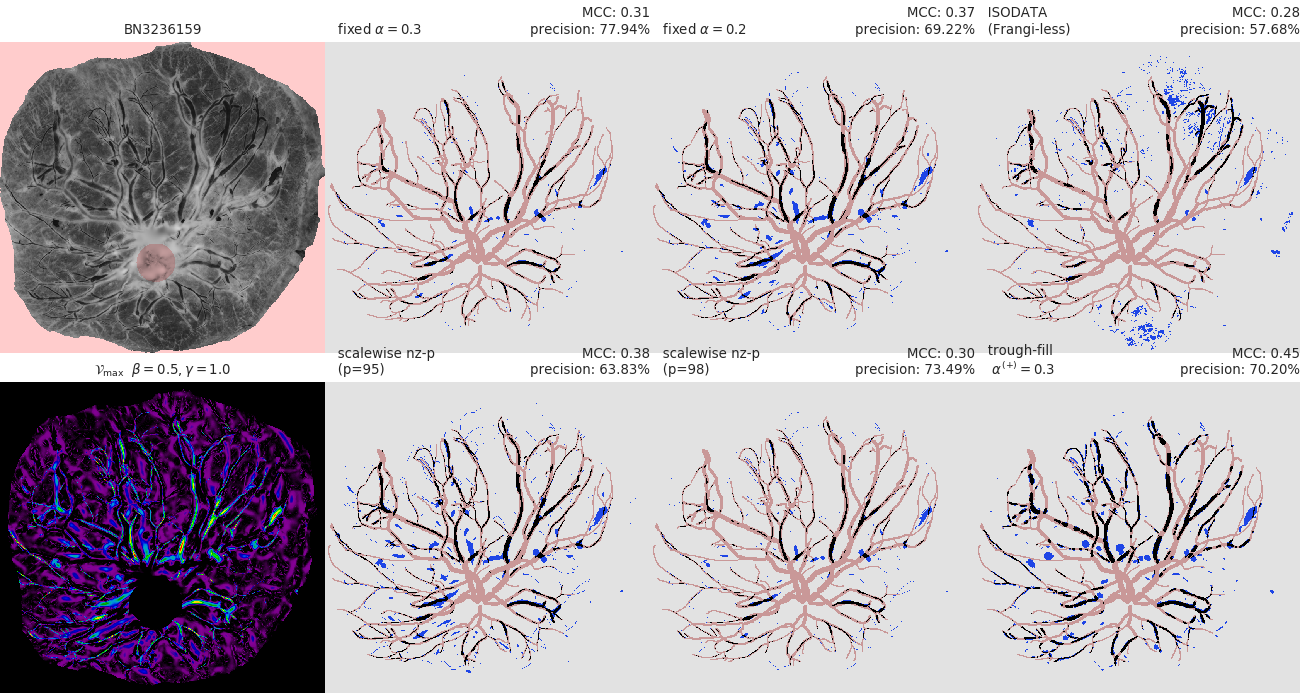 BN3236159
fixed α = 0.3
MCC: 0.31
precision: 77.94%
fixed α = 0.2
MCC: 0.37
precision: 69.22%
ISODATA
(Frangi-less)
MCC: 0.28
precision: 57.68%
𝒱max β = 0.5, γ = 1.0
scalewise nz-p
(p=95)
MCC: 0.38
precision: 63.83%
scalewise nz-p
(p=98)
MCC: 0.30
precision: 73.49%
trough-fill
α(+) = 0.3
MCC: 0.45
precision: 70.20%